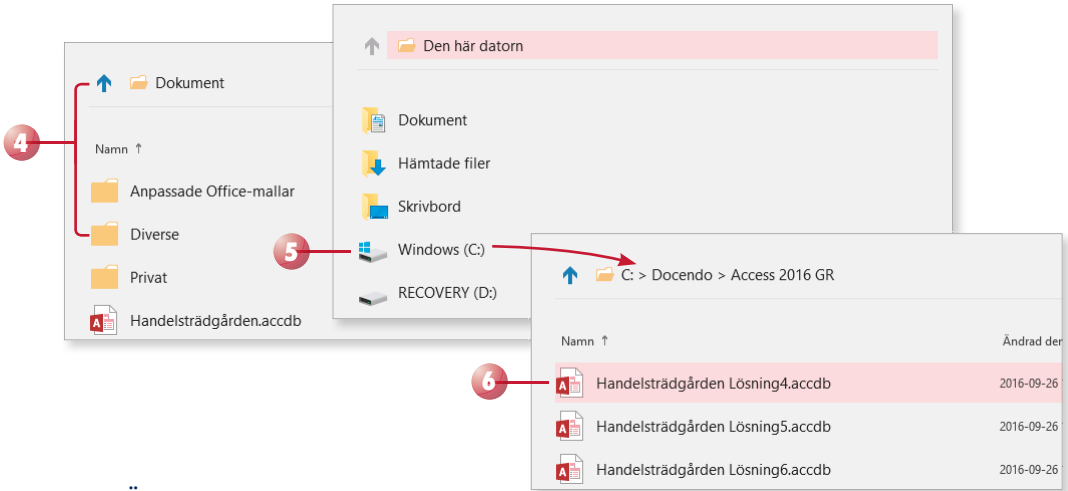 4
Dokument
Namn ↑
Anpassade Office-mallar
Diverse
Privat
Handelsträdgården.accdb
Den här datorn
Dokument
Hämtade filer
Skrivbord
5
Windows (C:)
RECOVERY (D:)
C: > Docendo > Access 2016 GR
Namn ↑ Ändrad den
6
Handelsträdgården Lösning4.accdb 2016-09-26
Handelsträdgården Lösning5.accdb 2016-09-26
Handelsträdgården Lösning6.accdb 2016-09-26